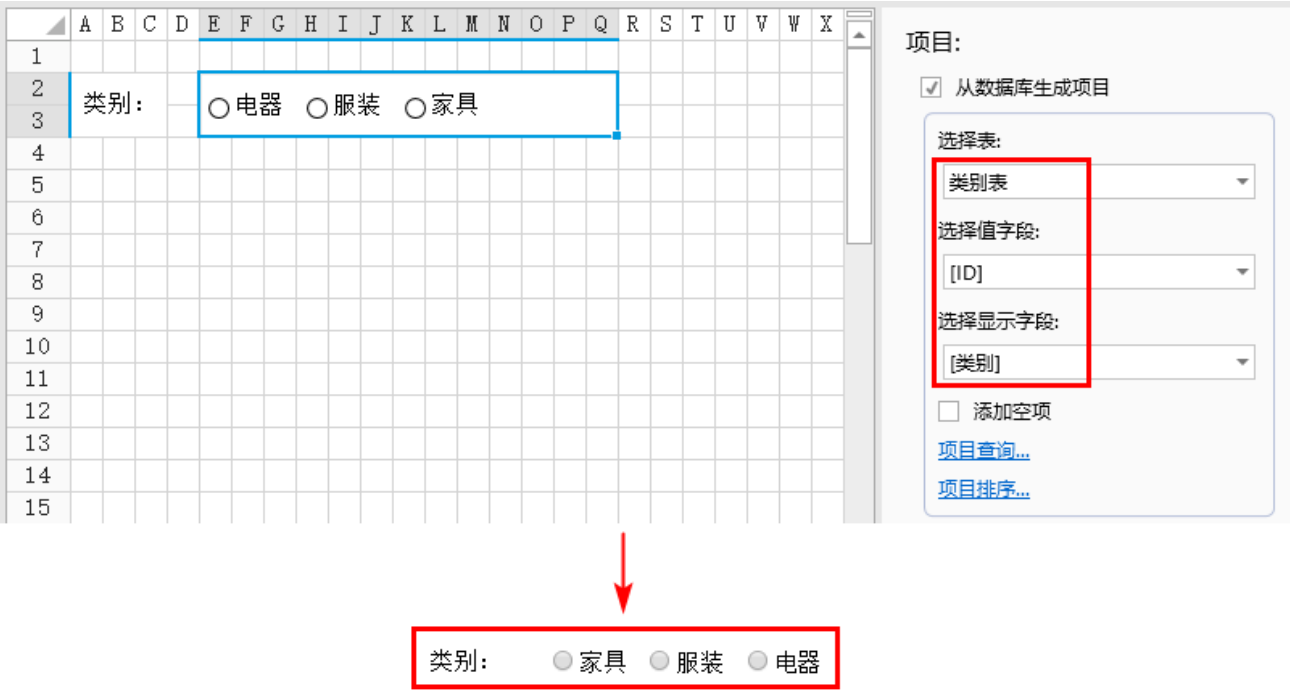 A B C D E F G H I J K L M N O P Q R S T U V W X
1
2
类别： 电器 服装 家具
3
4
5
6
7
8
9
10
11
12
13
14
15
项目:
从数据库生成项目
选择表:
类别表
选择值字段:
[ID]
选择显示字段:
[类别]
添加空项
项目查询...
项目排序...
类别： 家具 服装 电器